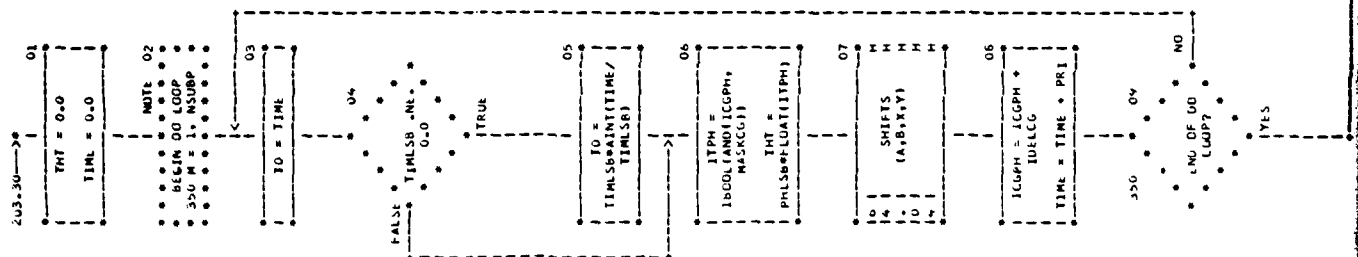 203.30-->
01
THT = 0.0
TIME = 0.0
NOTE 02
BEGIN DO LOOP
350 M = 1, NSUBP
03
TO = TIME
04
TIMLSB .NE.
0.0
FALSE
TRUE
05
TO =
TIMLSB*AINT(TIME/
TIMLSB)
06
ITPH =
IBOOL(AND(ICGPH,
MASKCG))
THT =
PHLSB*FLOAT(ITPH)
07
SHIFTS
(A,B,X,Y)
08
ICGPH = ICGPH +
IDELCG
TIME = TIME + PRI
350 09
END OF DO
LOOP?
NO
YES